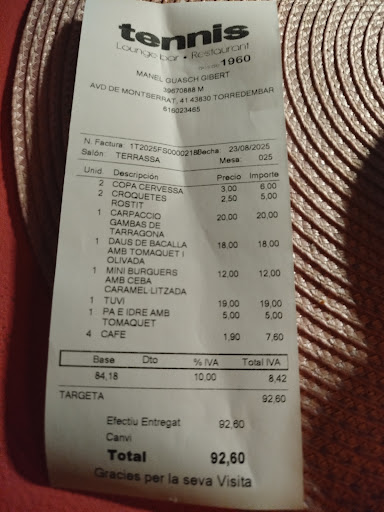 tennis
Lounge-bar • Restaurant
1960
MANEL GUASCH GIBERT
39670888 M
AVD DE MONTSERRAT, 41 43830 TORREDEMBAR
616023465
N. Factura: 1T2025FS0000218 Fecha: 23/08/2025
Salón: TERRASSA Mesa: 025
Unid Descripción Precio Importe
2 COPA CERVESSA 3,00 6,00
2 CROQUETES 2,50 5,00
ROSTIT
1 CARPACCIO 20,00 20,00
GAMBAS DE
TARRAGONA
1 DAUS DE BACALLA 18,00 18,00
AMB TOMAQUET I
OLIVADA
1 MINI BURGUERS 12,00 12,00
AMB CEBA
CARAMEL·LITZADA
1 TUVI 19,00 19,00
1 PA E IDRE AMB 5,00 5,00
TOMAQUET
4 CAFE 1,90 7,60
Base Dto % IVA Total IVA
84,18 10,00 8,42
TARGETA 92,60
Efectiu Entregat 92,60
Canvi
Total 92,60
Gracies per la seva Visita